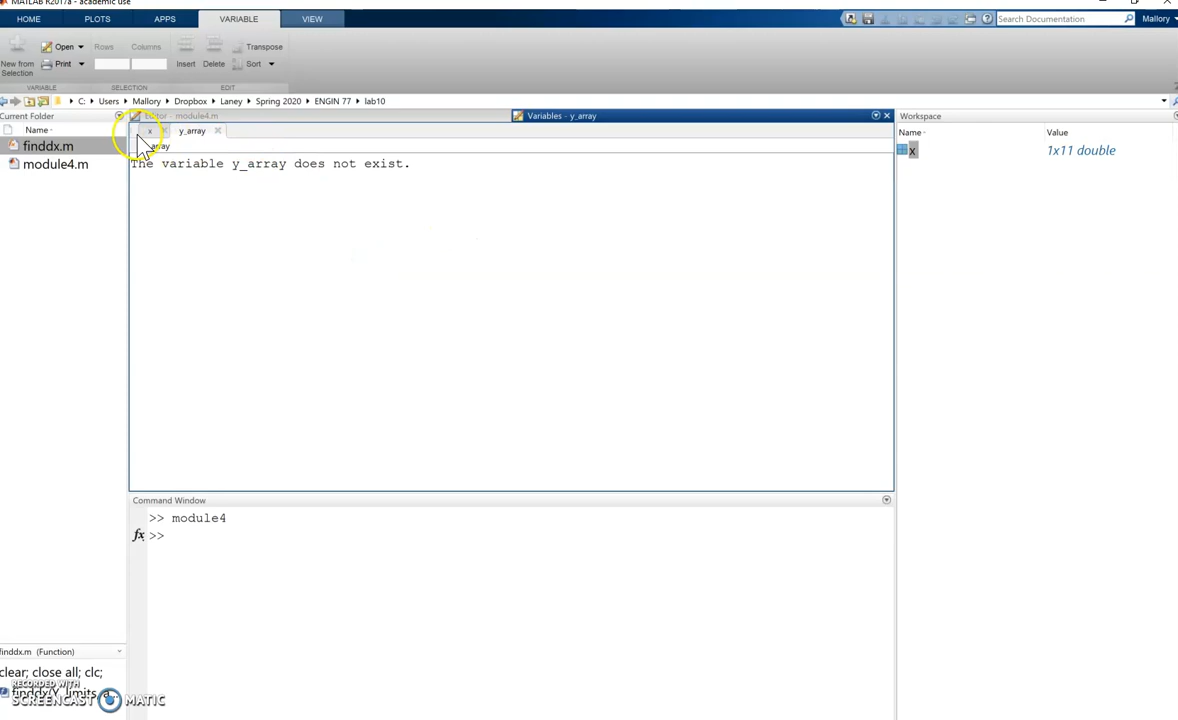 MATLAB R2017a - academic use
HOME PLOTS APPS VARIABLE VIEW
Search Documentation
Mallory
New from Selection
Open
Print
Rows
Columns
Insert
Delete
Transpose
Sort
VARIABLE SELECTION EDIT
C: Users Mallory Dropbox Laney Spring 2020 ENGIN 77 lab10
Current Folder
Name
finddx.m
module4.m
Editor - module4.m
Variables - y_array
x y_array
array
The variable y_array does not exist.
Workspace
Name Value
x 1x11 double
Command Window
>> module4
fx >>
finddx.m (Function)
clear; close all; clc;
finddx(Y_limits, a...
RECORDED WITH
SCREENCAST MATIC